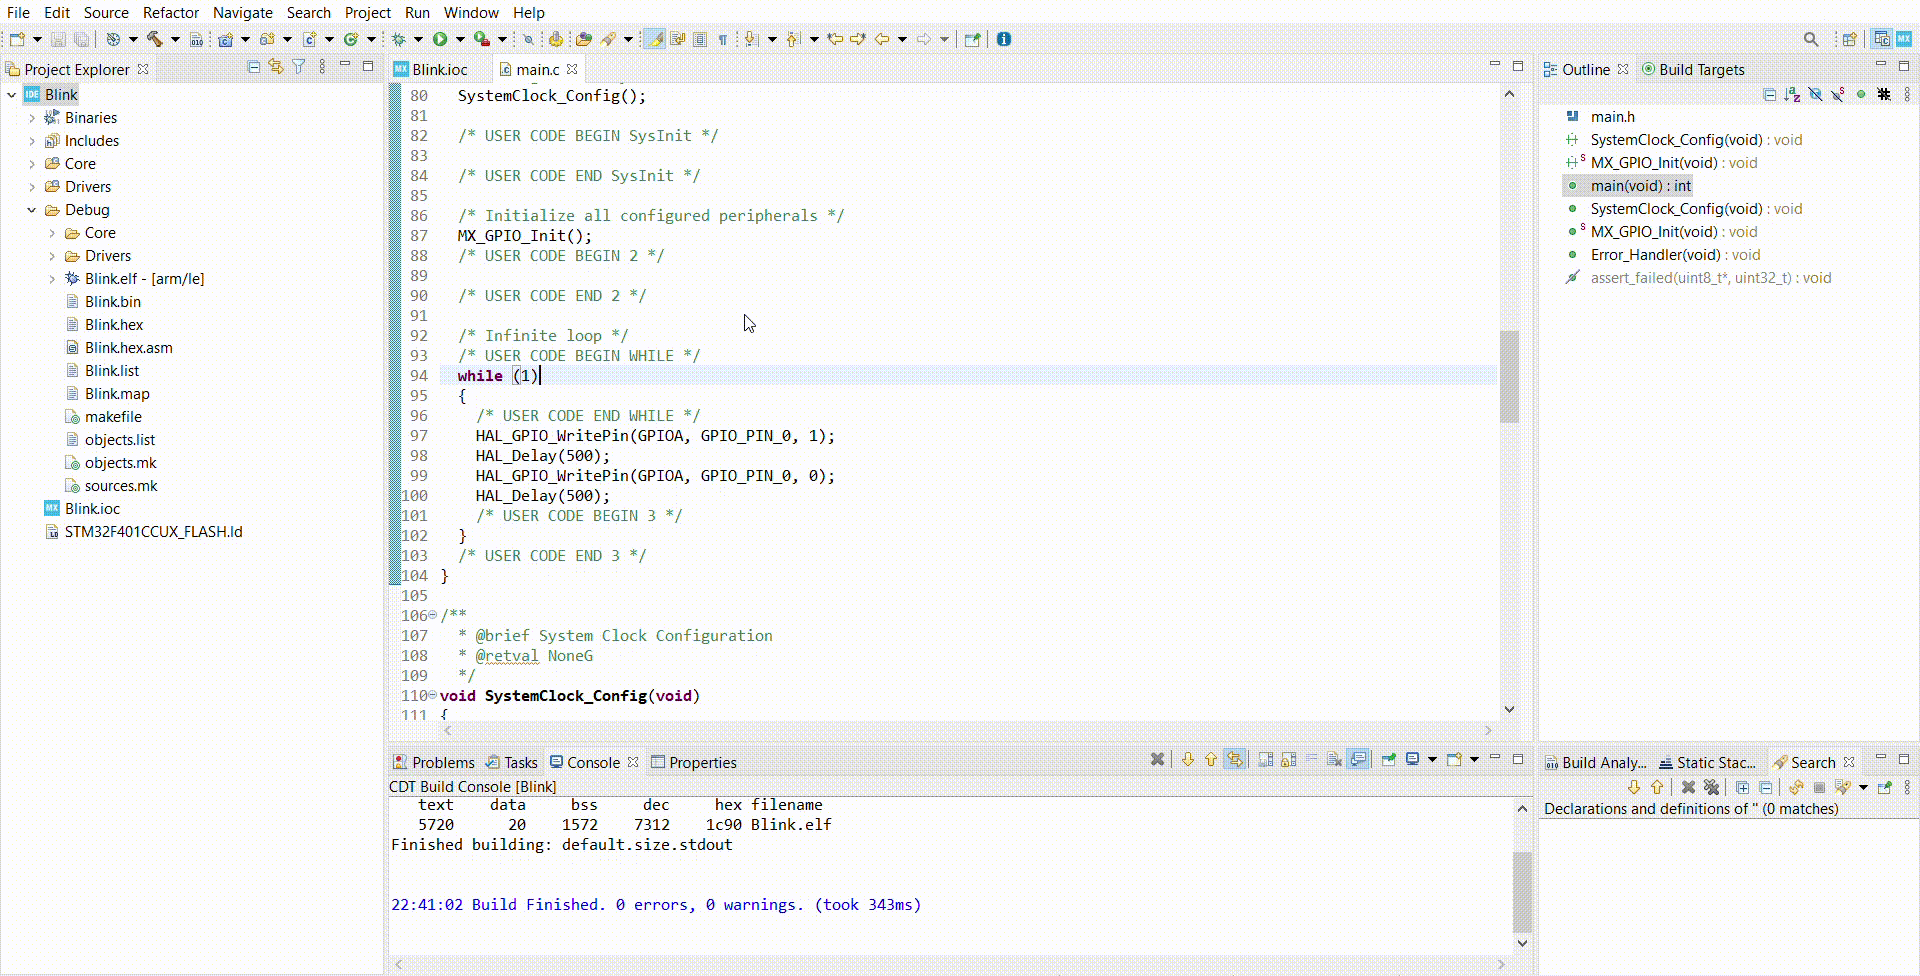 File Edit Source Refactor Navigate Search Project Run Window Help
Project Explorer
Blink
Binaries
Includes
Core
Drivers
Debug
Core
Drivers
Blink.elf - [arm/le]
Blink.bin
Blink.hex
Blink.hex.asm
Blink.list
Blink.map
makefile
objects.list
objects.mk
sources.mk
Blink.ioc
STM32F401CCUX_FLASH.ld
Blink.ioc main.c
80 SystemClock_Config();
81
82 /* USER CODE BEGIN SysInit */
83
84 /* USER CODE END SysInit */
85
86 /* Initialize all configured peripherals */
87 MX_GPIO_Init();
88 /* USER CODE BEGIN 2 */
89
90 /* USER CODE END 2 */
91
92 /* Infinite loop */
93 /* USER CODE BEGIN WHILE */
94 while (1)
95 {
96 /* USER CODE END WHILE */
97 HAL_GPIO_WritePin(GPIOA, GPIO_PIN_0, 1);
98 HAL_Delay(500);
99 HAL_GPIO_WritePin(GPIOA, GPIO_PIN_0, 0);
100 HAL_Delay(500);
101 /* USER CODE BEGIN 3 */
102 }
103 /* USER CODE END 3 */
104 }
105
106 /**
107 * @brief System Clock Configuration
108 * @retval NoneG
109 */
110 void SystemClock_Config(void)
111 {
Outline Build Targets
main.h
SystemClock_Config(void) : void
MX_GPIO_Init(void) : void
main(void) : int
SystemClock_Config(void) : void
MX_GPIO_Init(void) : void
Error_Handler(void) : void
assert_failed(uint8_t*, uint32_t) : void
Problems Tasks Console Properties
CDT Build Console [Blink]
text data bss dec hex filename
5720 20 1572 7312 1c90 Blink.elf
Finished building: default.size.stdout
22:41:02 Build Finished. 0 errors, 0 warnings. (took 343ms)
Build Analy... Static Stac... Search
Declarations and definitions of '' (0 matches)